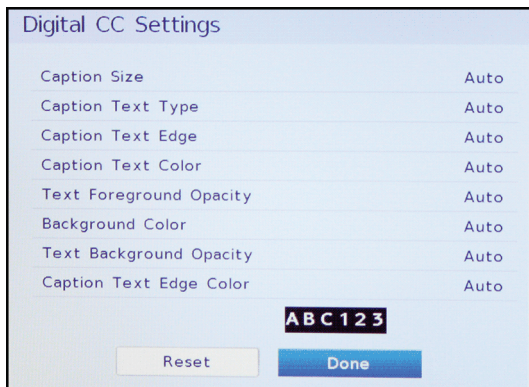 Digital CC Settings
Caption Size Auto
Caption Text Type Auto
Caption Text Edge Auto
Caption Text Color Auto
Text Foreground Opacity Auto
Background Color Auto
Text Background Opacity Auto
Caption Text Edge Color Auto
ABC123
Reset Done